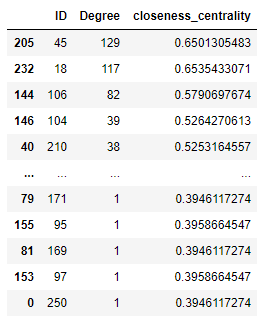 ID Degree closeness_centrality
205 45 129 0.6501305483
232 18 117 0.6535433071
144 106 82 0.5790697674
146 104 39 0.5264270613
40 210 38 0.5253164557
... ... ... ...
79 171 1 0.3946117274
155 95 1 0.3958664547
81 169 1 0.3946117274
153 97 1 0.3958664547
0 250 1 0.3946117274